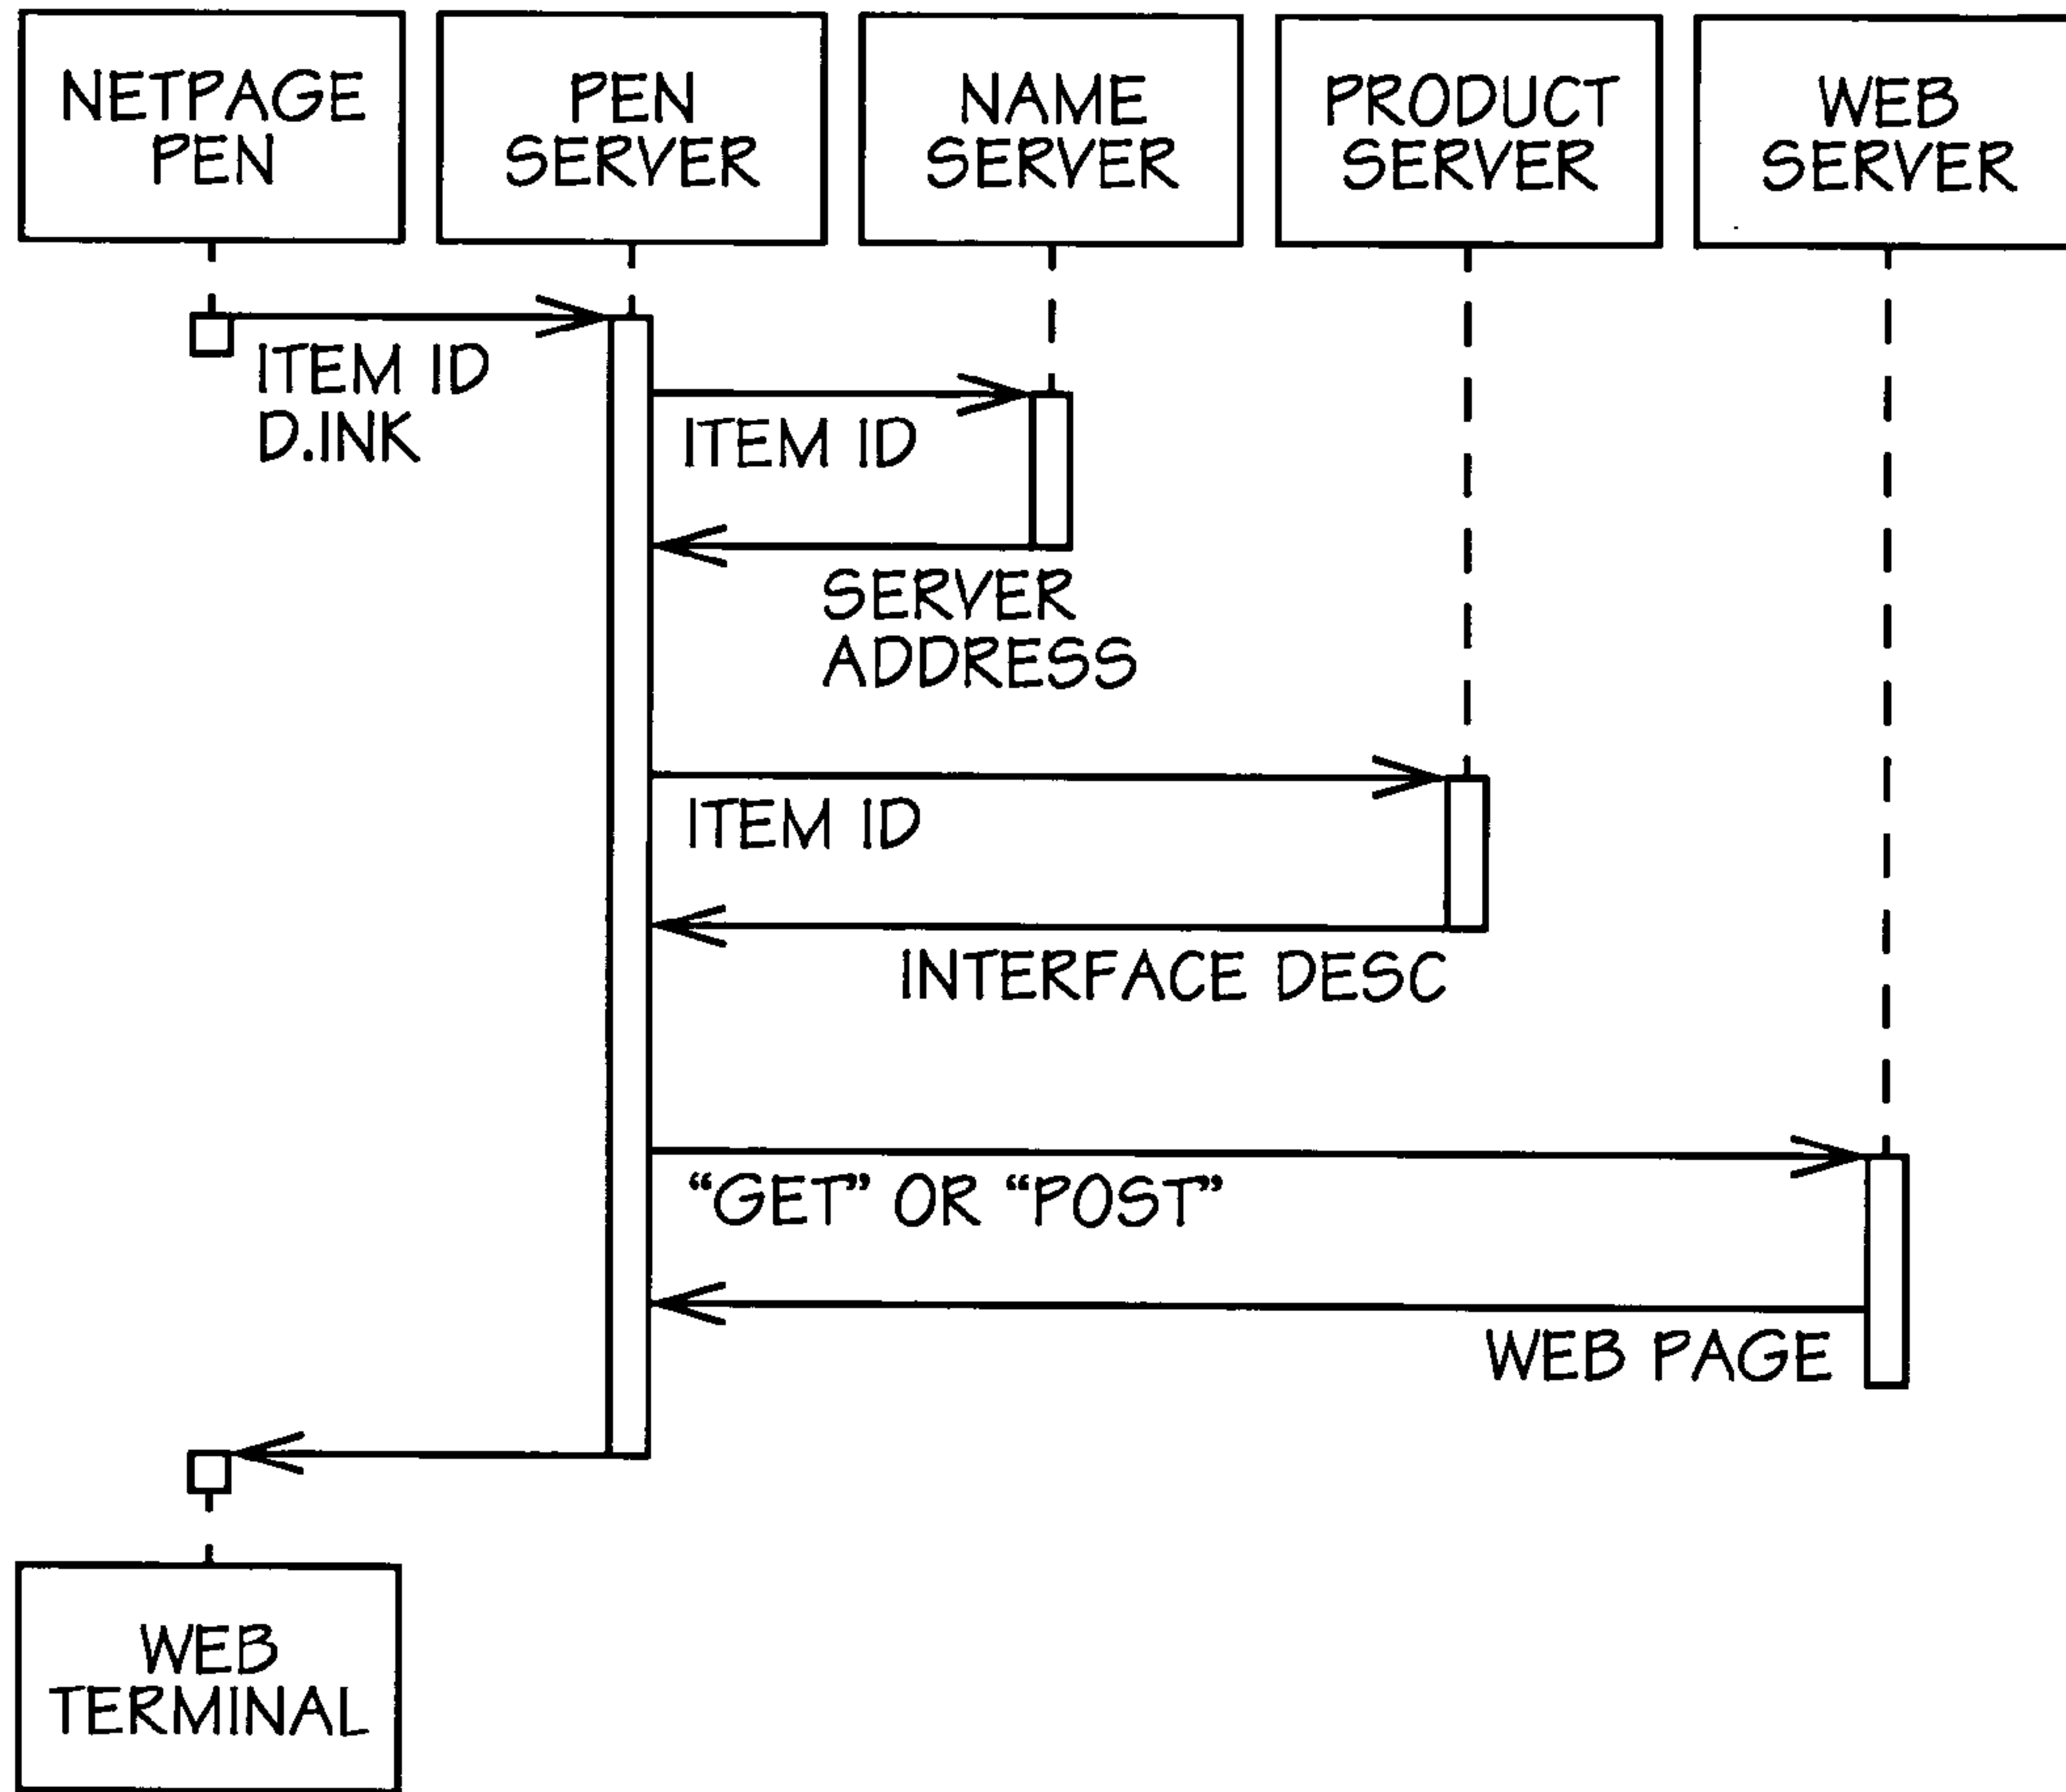 NETPAGE
PEN
PEN
SERVER
NAME
SERVER
PRODUCT
SERVER
WEB
SERVER
ITEM ID
D.INK
ITEM ID
SERVER
ADDRESS
ITEM ID
INTERFACE DESC
“GET” OR “POST”
WEB PAGE
WEB
TERMINAL